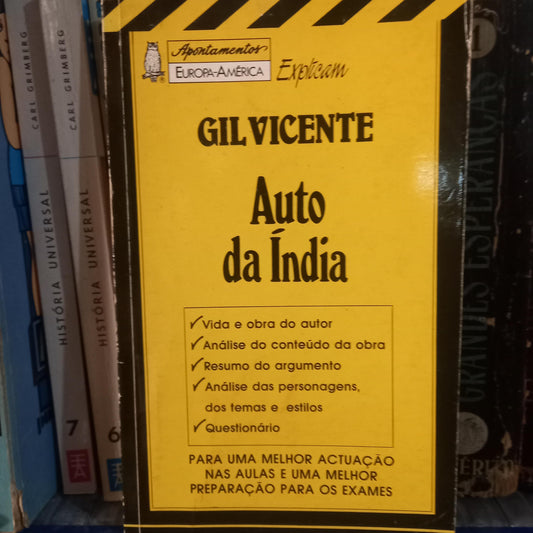 Apontamentos
EUROPA-AMÉRICA
Explicam
GIL VICENTE
Auto
da Índia
✓Vida e obra do autor
✓Análise do conteúdo da obra
✓Resumo do argumento
✓Análise das personagens,
dos temas e estilos
✓Questionário
PARA UMA MELHOR ACTUAÇÃO
NAS AULAS E UMA MELHOR
PREPARAÇÃO PARA OS EXAMES
CARL GRIMBERG
HISTÓRIA UNIVERSAL
7
CARL GRIMBERG
HISTÓRIA UNIVERSAL
6
GRANDES ESPERANÇAS